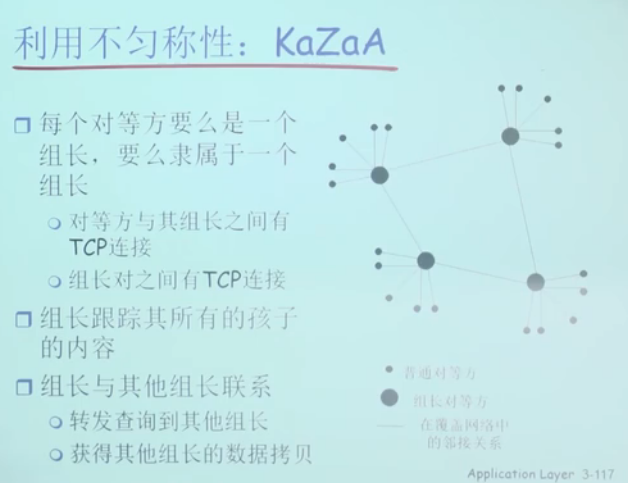 利用不匀称性：KaZaA
每个对等方要么是一个
组长，要么隶属于一个
组长
对等方与其组长之间有
TCP连接
组长对之间有TCP连接
组长跟踪其所有的孩子
的内容
组长与其他组长联系
转发查询到其他组长
获得其他组长的数据拷贝
普通对等方
组长对等方
在覆盖网络中
的邻接关系
Application Layer 3-117